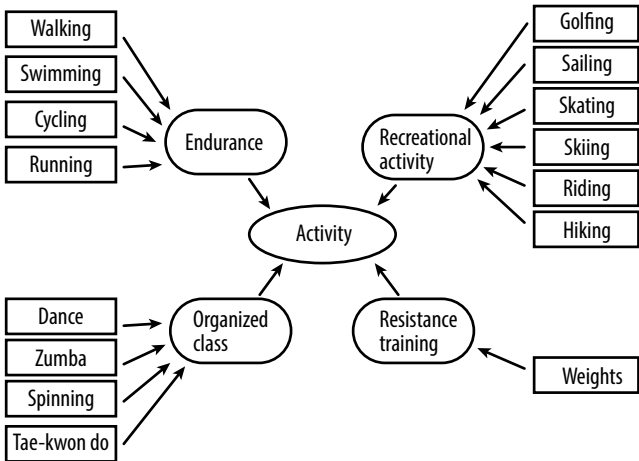 Walking
Swimming
Cycling
Running
Endurance
Golfing
Sailing
Skating
Skiing
Riding
Hiking
Recreational
activity
Activity
Dance
Zumba
Spinning
Tae-kwon do
Organized
class
Resistance
training
Weights